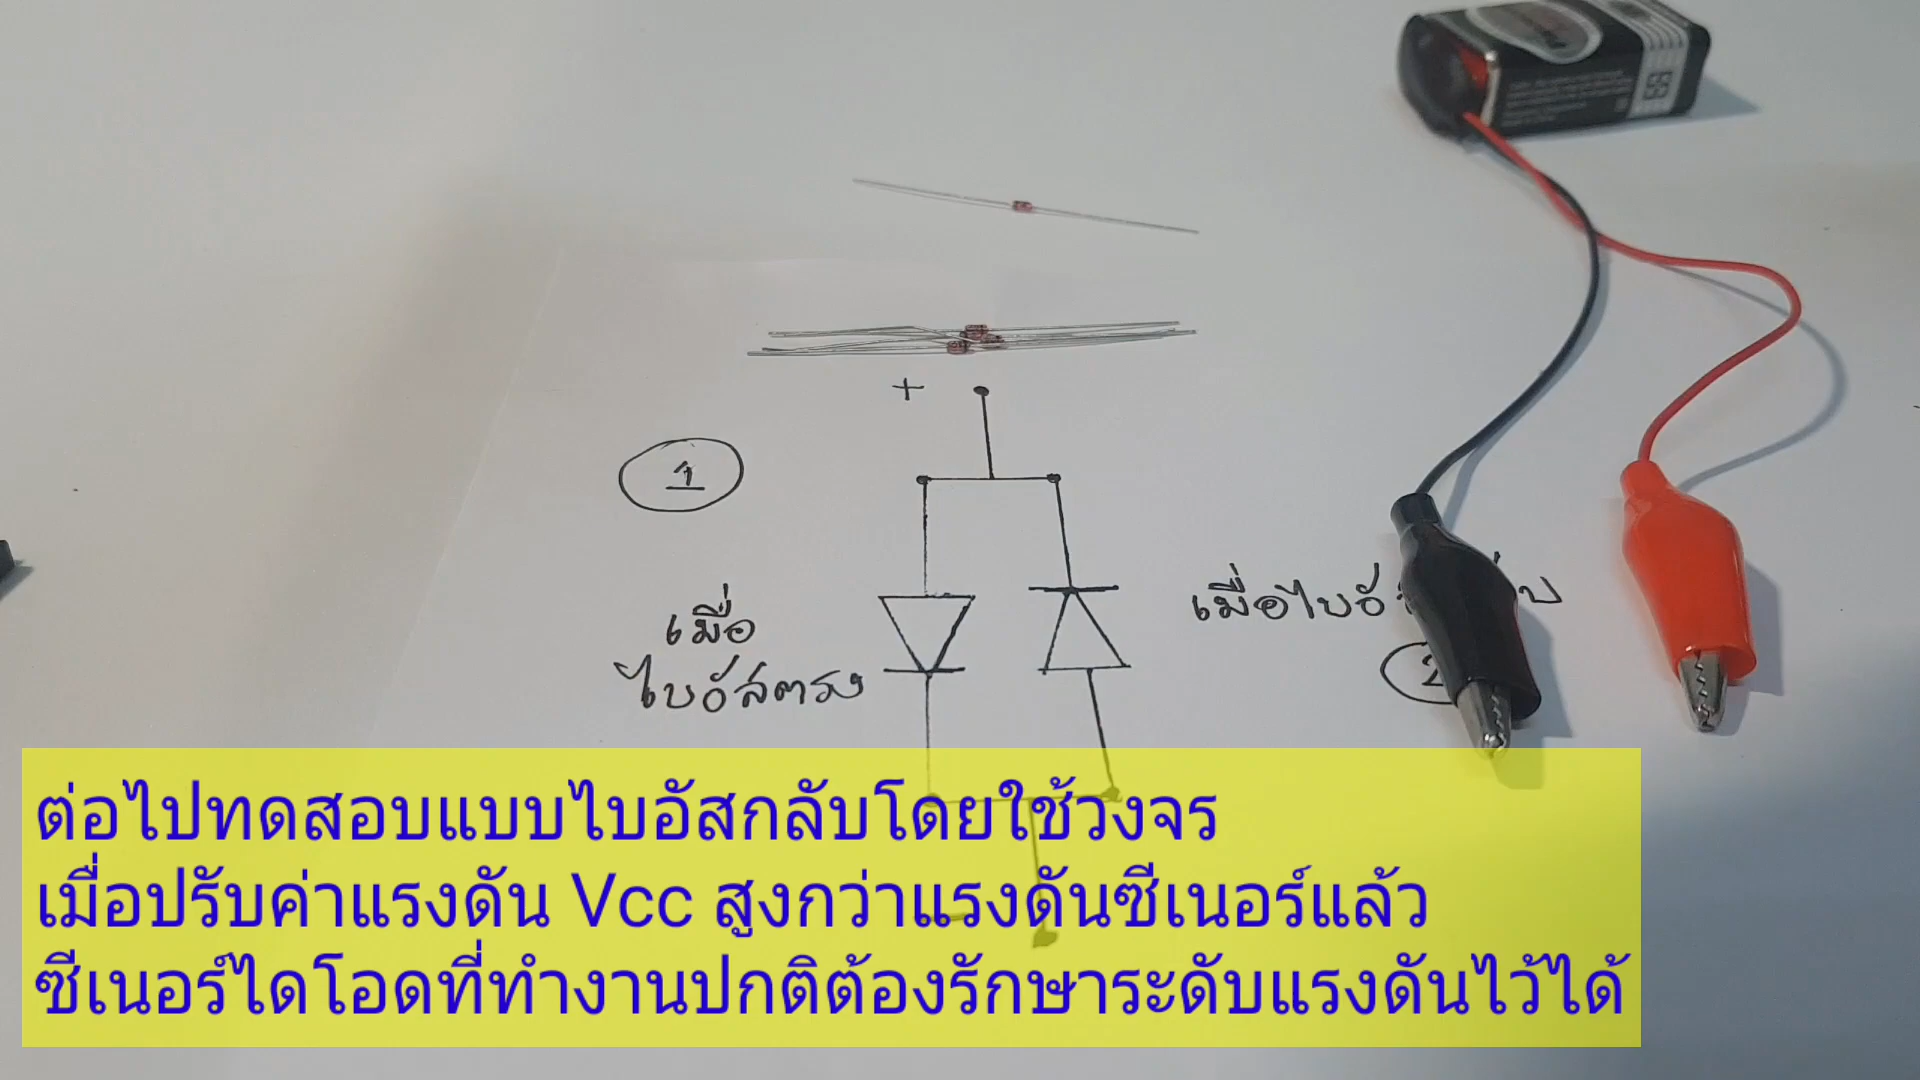 +
1
เมื่อ
ไบอัสตรง
เมื่อไบอั
2
ต่อไปทดสอบแบบไบอัสกลับโดยใช้วงจร
เมื่อปรับค่าแรงดัน Vcc สูงกว่าแรงดันซีเนอร์แล้ว
ซีเนอร์ไดโอดที่ทำงานปกติต้องรักษาระดับแรงดันไว้ได้